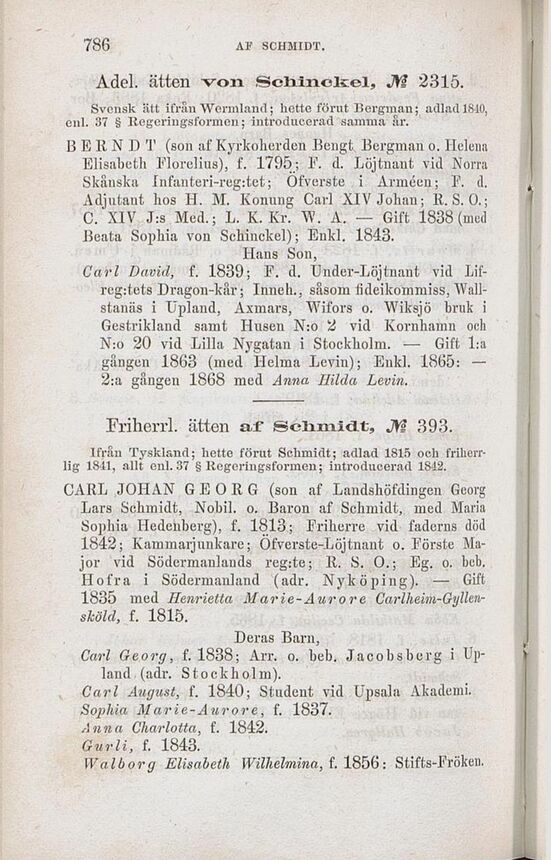 786 AF SCHMIDT.
Adel. ätten von Schinckel, № 2315.
Svensk ätt ifrån Wermland; hette förut Bergman; adlad 1840,
enl. 37 § Regeringsformen; introducerad samma år.
BERNDT (son af Kyrkoherden Bengt Bergman o. Helena
Elisabeth Florelius), f. 1795; F. d. Löjtnant vid Norra
Skånska Infanteri-reg:tet; Öfverste i Arméen; F. d.
Adjutant hos H. M. Konung Carl XIV Johan; R. S. O.;
C. XIV J:s Med.; L. K. Kr. W. A. — Gift 1838 (med
Beata Sophia von Schinckel); Enkl. 1843.
Hans Son,
Carl David, f. 1839; F. d. Under-Löjtnant vid Lif-
reg:tets Dragon-kår; Inneh., såsom fideikommiss, Wall-
stanäs i Upland, Axmars, Wifors o. Wiksjö bruk i
Gestrikland samt Husen N:o 2 vid Kornhamn och
N:o 20 vid Lilla Nygatan i Stockholm. — Gift 1:a
gången 1863 (med Helma Levin); Enkl. 1865: —
2:a gången 1868 med Anna Hilda Levin.
Friherrl. ätten af Schmidt, № 393.
Ifrån Tyskland; hette förut Schmidt; adlad 1815 och friherr-
lig 1841, allt enl. 37 § Regeringsformen; introducerad 1842.
CARL JOHAN GEORG (son af Landshöfdingen Georg
Lars Schmidt, Nobil. o. Baron af Schmidt, med Maria
Sophia Hedenberg), f. 1813; Friherre vid faderns död
1842; Kammarjunkare; Öfverste-Löjtnant o. Förste Ma-
jor vid Södermanlands reg:te; R. S. O.; Eg. o. beb.
Hofra i Södermanland (adr. Nyköping). — Gift
1835 med Henrietta Marie-Aurore Carlheim-Gyllen-
sköld, f. 1815.
Deras Barn,
Carl Georg, f. 1838; Arr. o. beb. Jacobsberg i Up-
land (adr. Stockholm).
Carl August, f. 1840; Student vid Upsala Akademi.
Sophia Marie-Aurore, f. 1837.
Anna Charlotta, f. 1842.
Gurli, f. 1843.
Walborg Elisabeth Wilhelmina, f. 1856: Stifts-Fröken.